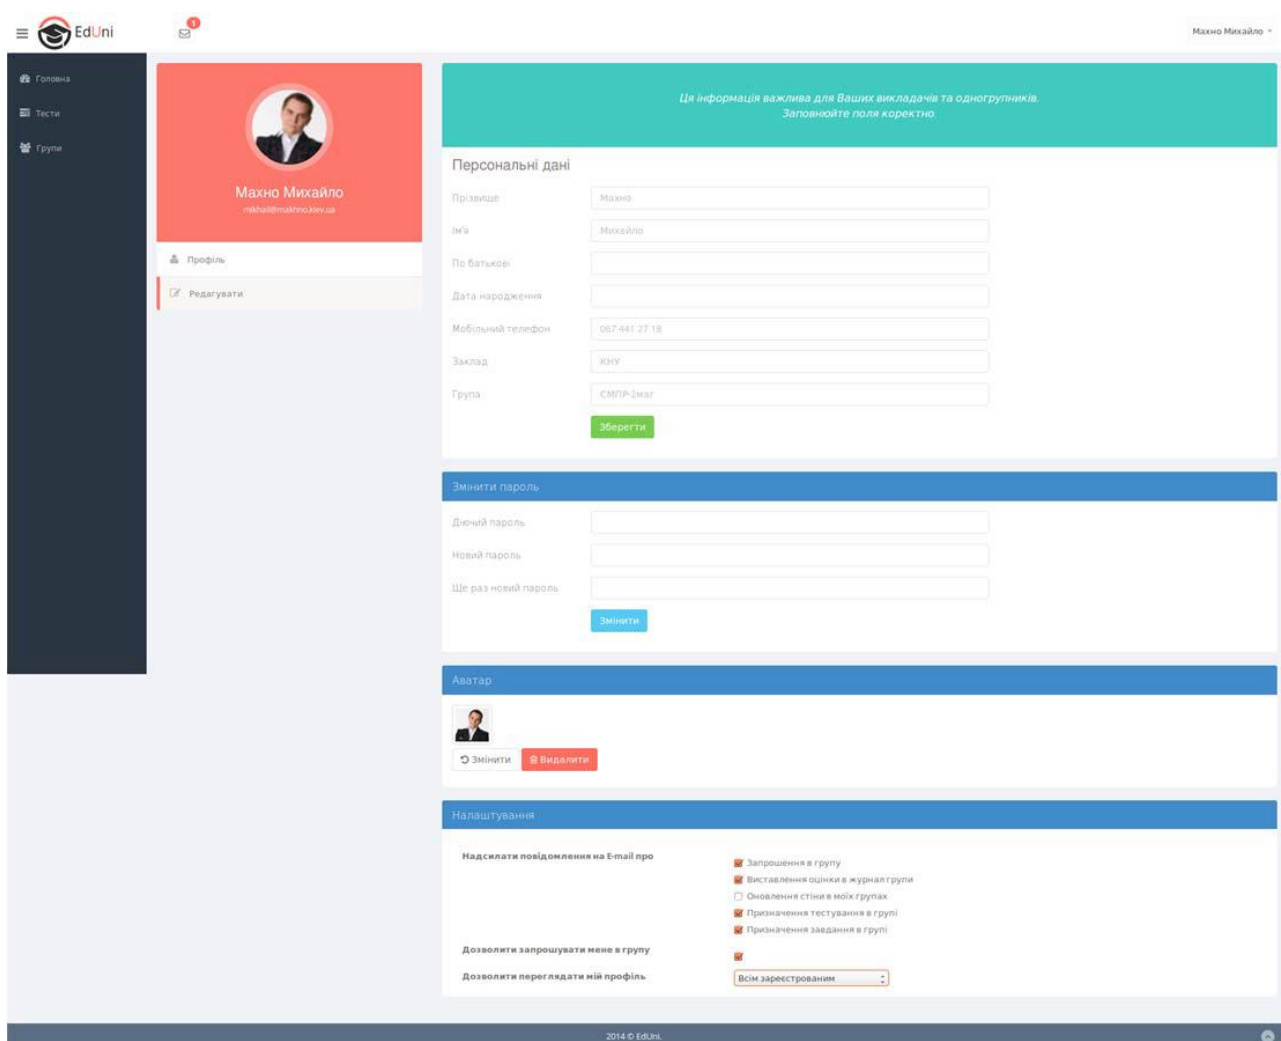 EdUni
1
Махно Михайло
Головна
Тести
Групи
Махно Михайло
mikhail@makhno.kiev.ua
Профіль
Редагувати
Ця інформація важлива для Ваших викладачів та одногрупників.
Заповнюйте поля коректно
Персональні дані
Прізвище
Махно
Ім'я
Михайло
По батькові
Дата народження
Мобільний телефон
067 441 27 18
Заклад
КНУ
Група
СМПР-2маг
Зберегти
Змінити пароль
Діючий пароль
Новий пароль
Ще раз новий пароль
Змінити
Аватар
Змінити
Видалити
Налаштування
Надсилати повідомлення на E-mail про
Запрошення в групу
Виставлення оцінки в журнал групи
Оновлення стіни в моїх групах
Призначення тестування в групі
Призначення завдання в групі
Дозволити запрошувати мене в групу
Дозволити переглядати мій профіль
Всім зареєстрованим
2014 © EdUni.